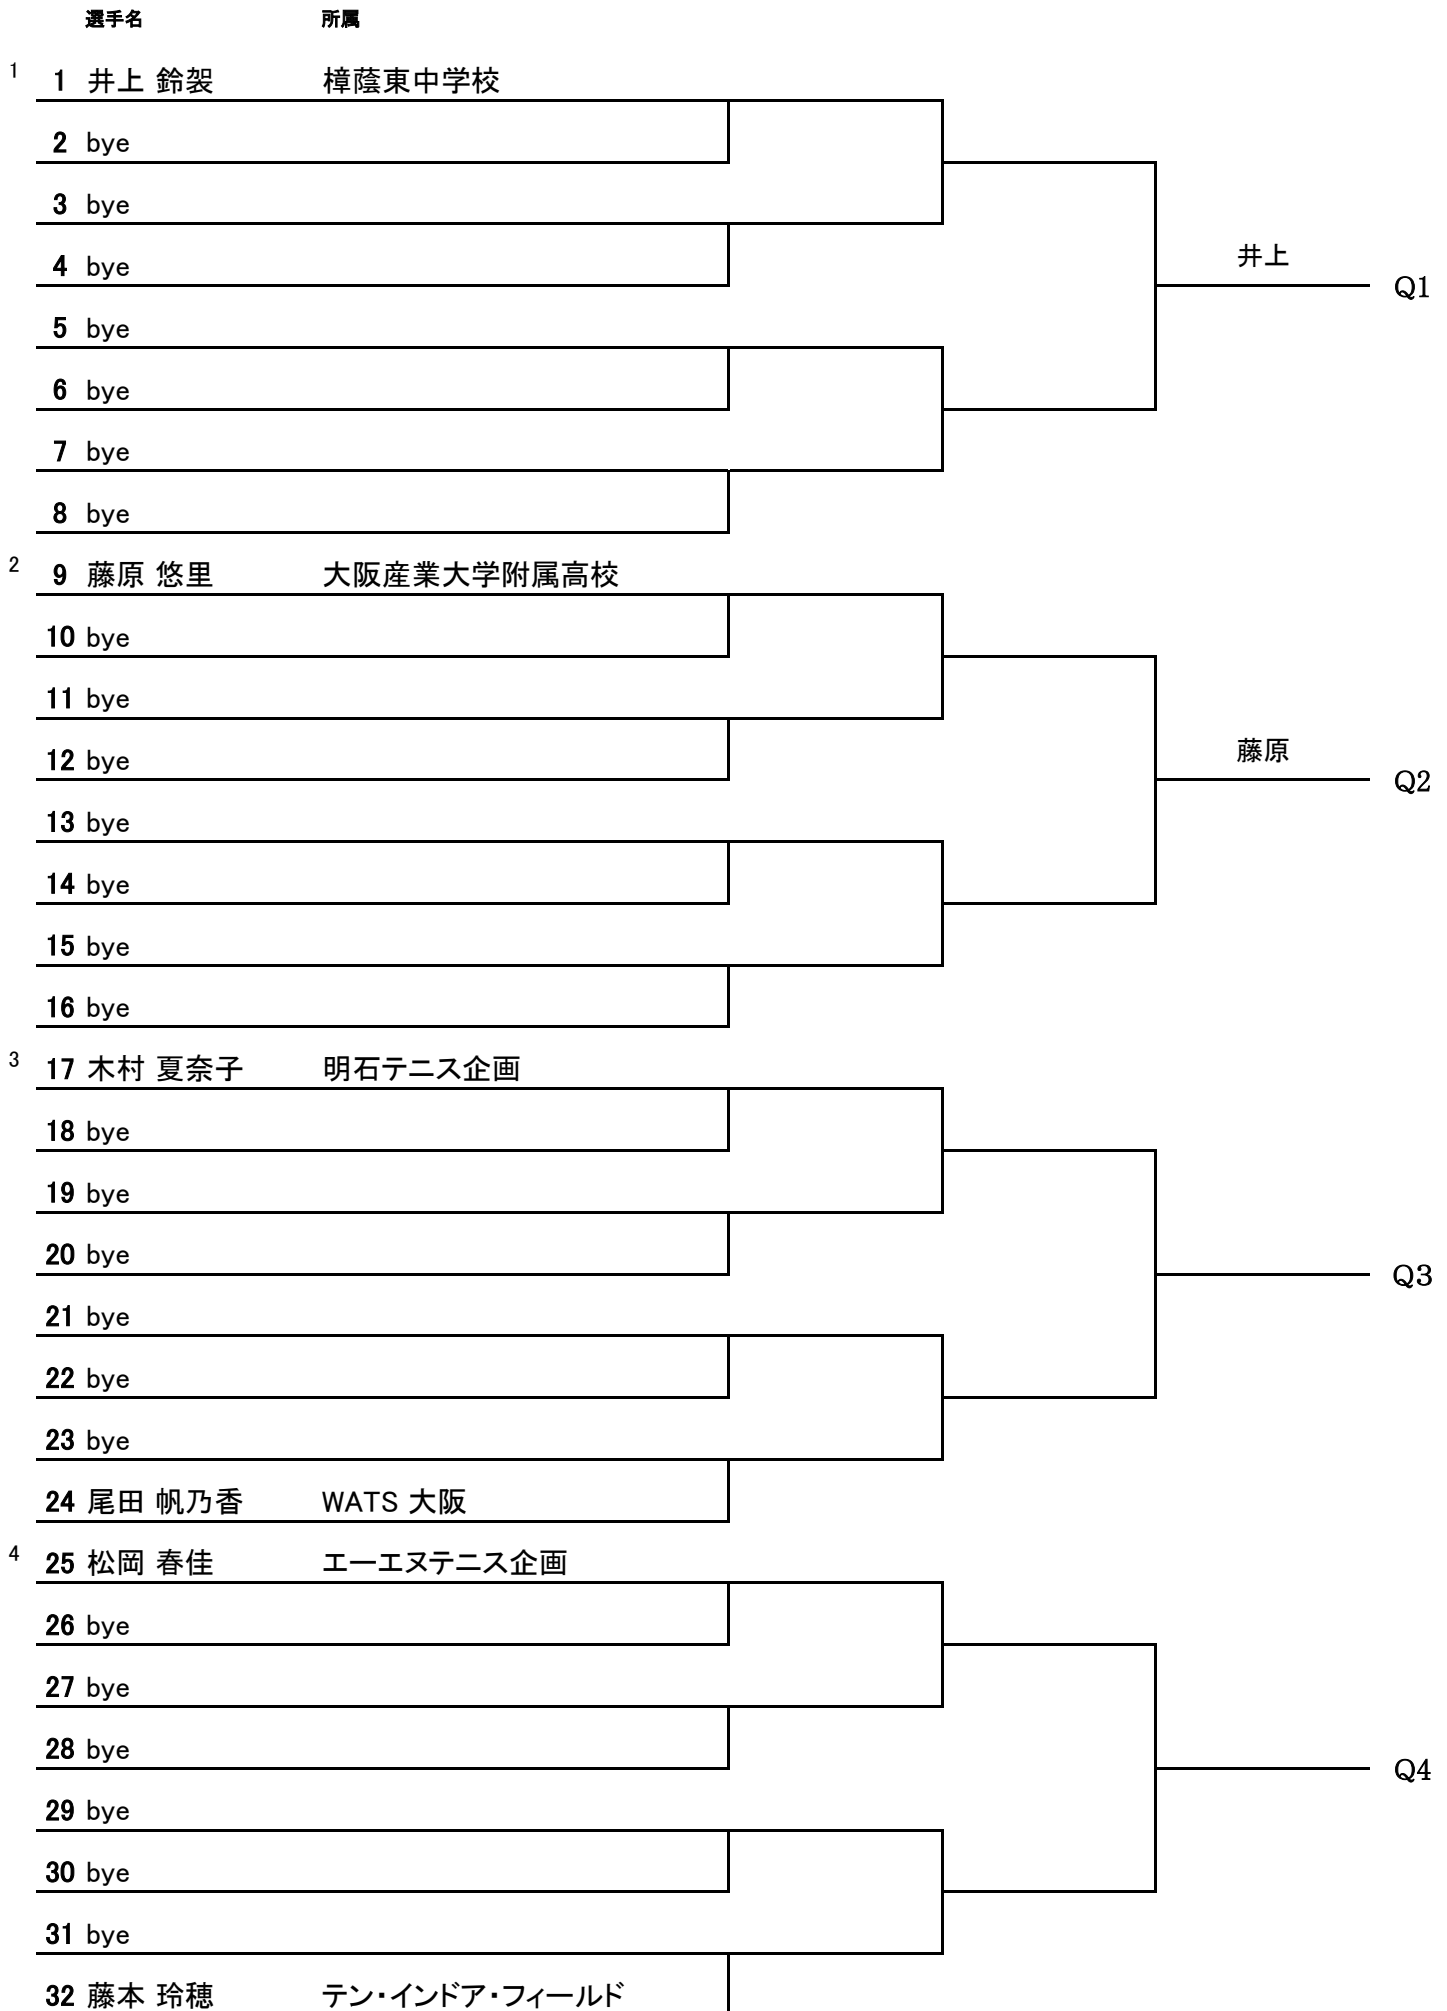 選手名 所属
1 1 井上 鈴袈 樟蔭東中学校
2 bye
3 bye
4 bye
井上 Q1
5 bye
6 bye
7 bye
8 bye
2 9 藤原 悠里 大阪産業大学附属高校
10 bye
11 bye
12 bye
藤原 Q2
13 bye
14 bye
15 bye
16 bye
3 17 木村 夏奈子 明石テニス企画
18 bye
19 bye
20 bye
Q3
21 bye
22 bye
23 bye
24 尾田 帆乃香 WATS 大阪
4 25 松岡 春佳 エーエヌテニス企画
26 bye
27 bye
28 bye
Q4
29 bye
30 bye
31 bye
32 藤本 玲穂 テン・インドア・フィールド